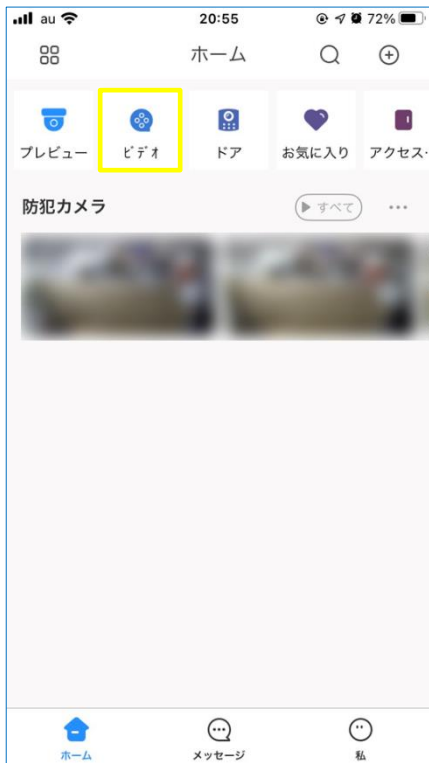 au 20:55 72%
ホーム
プレビュー ビデオ ドア お気に入り アクセス…
防犯カメラ すべて
ホーム メッセージ 私